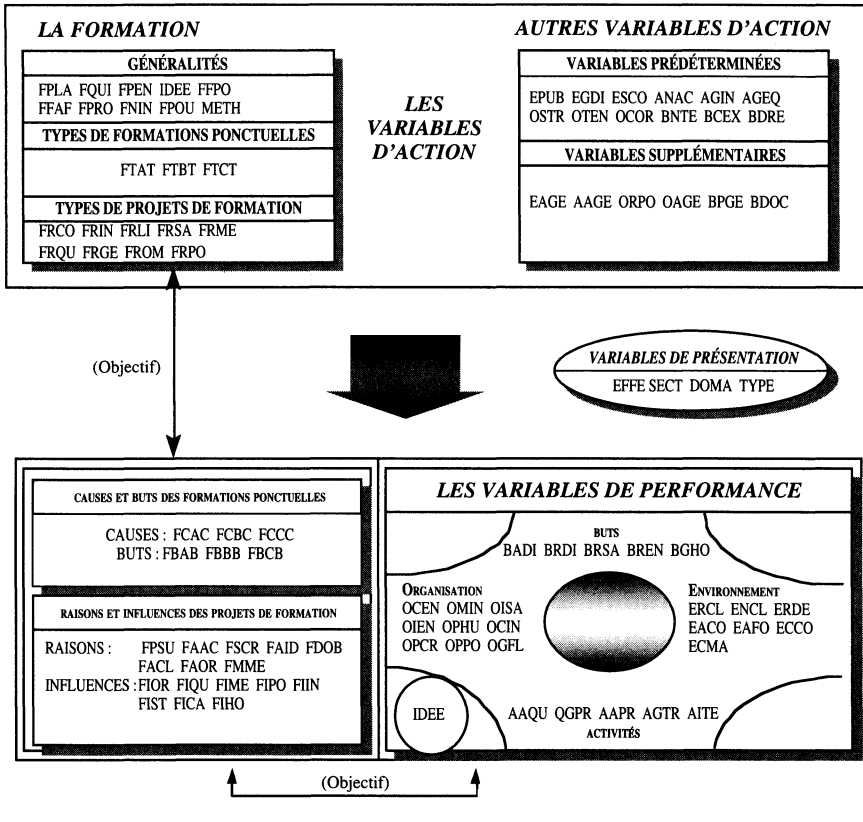 LA FORMATION
GÉNÉRALITÉS
FPLA FQUI FPEN IDEE FFPO
FFAF FPRO FNIN FPOU METH
TYPES DE FORMATIONS PONCTUELLES
FTAT FTBT FTCT
TYPES DE PROJETS DE FORMATION
FRCO FRIN FRLI FRSA FRME
FRQU FRGE FROM FRPO
LES
VARIABLES
D'ACTION
AUTRES VARIABLES D'ACTION
VARIABLES PRÉDÉTERMINÉES
EPUB EGDI ESCO ANAC AGIN AGEQ
OSTR OTEN OCOR BNTE BCEX BDRE
VARIABLES SUPPLÉMENTAIRES
EAGE AAGE ORPO OAGE BPGE BDOC
(Objectif)
VARIABLES DE PRÉSENTATION
EFFE SECT DOMA TYPE
CAUSES ET BUTS DES FORMATIONS PONCTUELLES
CAUSES : FCAC FCBC FCCC
BUTS : FBAB FBBB FBCB
RAISONS ET INFLUENCES DES PROJETS DE FORMATION
RAISONS : FPSU FAAC FSCR FAID FDOB
FACL FAOR FMME
INFLUENCES : FIOR FIQU FIME FIPO FIIN
FIST FICA FIHO
LES VARIABLES DE PERFORMANCE
BUTS
BADI BRDI BRSA BREN BGHO
ORGANISATION
OCEN OMIN OISA
OIEN OPHU OCIN
OPCR OPPO OGFL
ENVIRONNEMENT
ERCL ENCL ERDE
EACO EAFO ECCO
ECMA
IDEE
AAQU QGPR AAPR AGTR AITE
ACTIVITÉS
(Objectif)